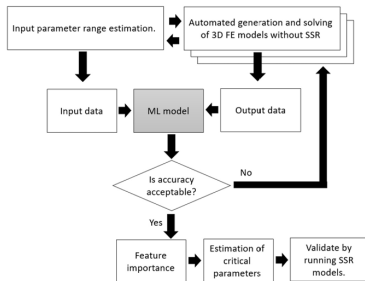 Input parameter range estimation.
Automated generation and solving
of 3D FE models without SSR
Input data
ML model
Output data
Is accuracy
acceptable?
No
Yes
Feature
importance
Estimation of
critical
parameters
Validate by
running SSR
models.